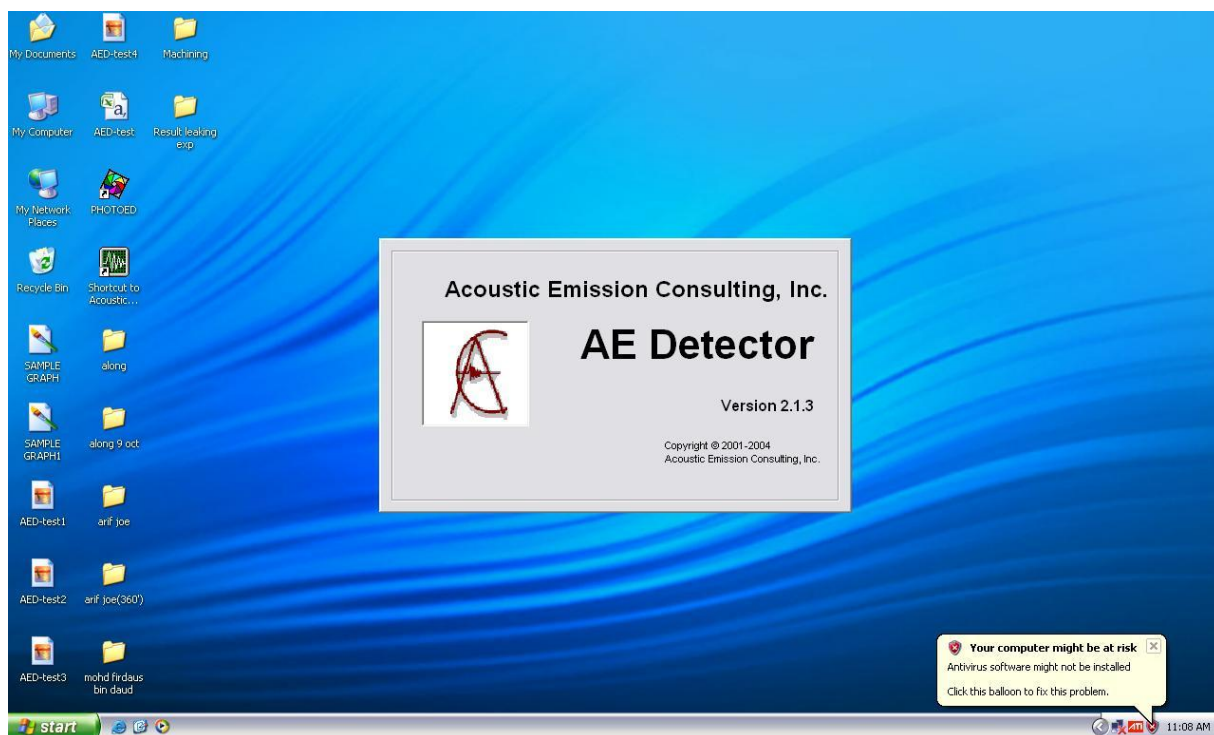 My Documents
AED-test4
Machining
My Computer
AED-test
Result leaking
exp
My Network
Places
PHOTOED
Recycle Bin
Shortcut to
Acoustic...
SAMPLE
GRAPH
along
SAMPLE
GRAPH1
along 9 oct
AED-test1
arif joe
AED-test2
arif joe(360')
AED-test3
mohd firdaus
bin daud
Acoustic Emission Consulting, Inc.
AE Detector
Version 2.1.3
Copyright © 2001-2004
Acoustic Emission Consulting, Inc.
Your computer might be at risk
Antivirus software might not be installed
Click this balloon to fix this problem.
start
ATI
11:08 AM